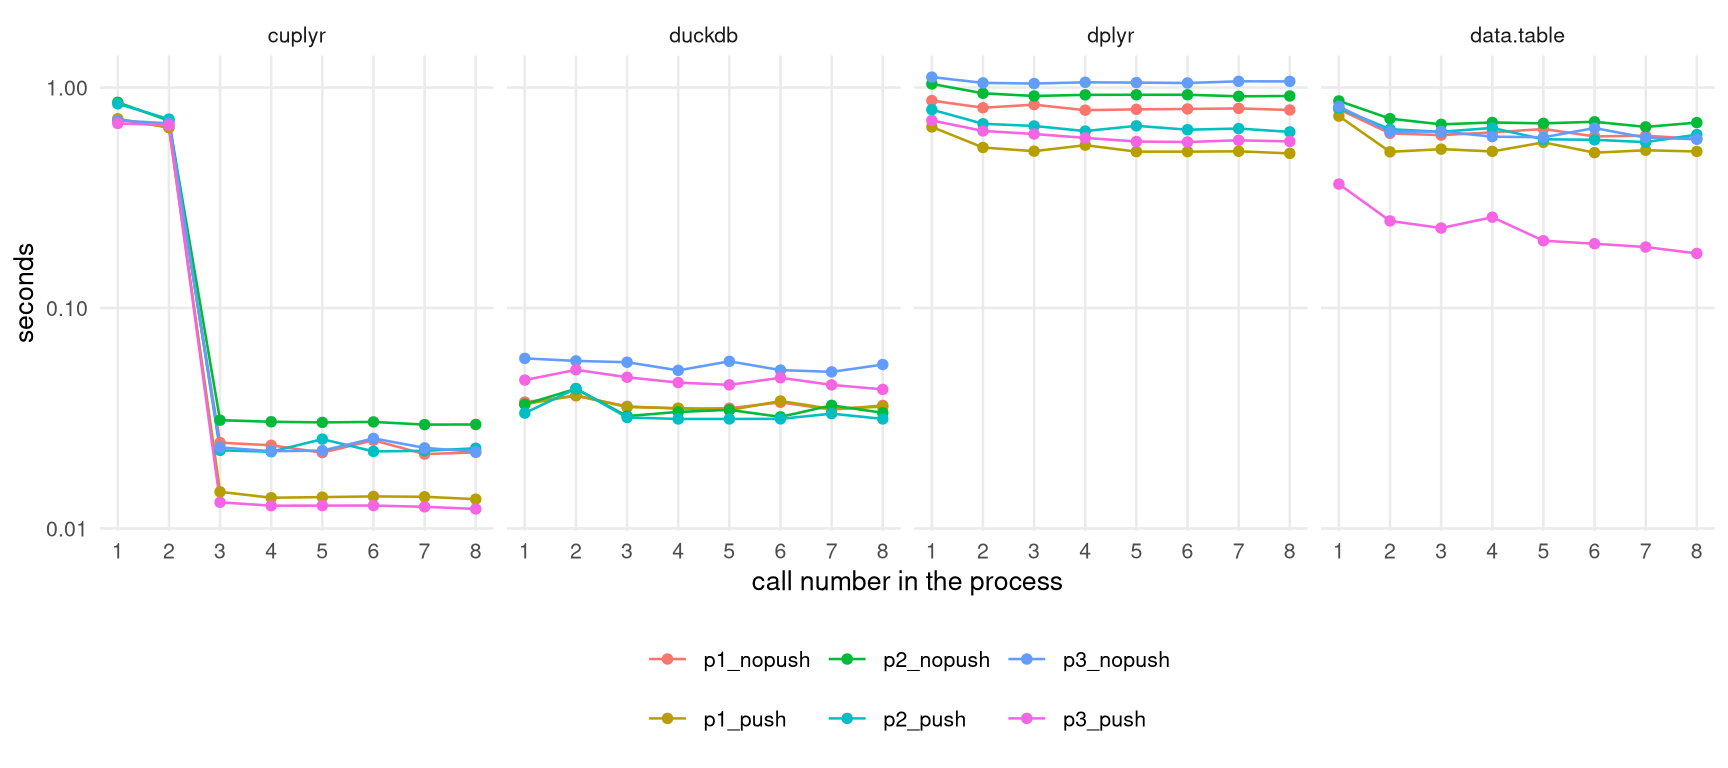 cuplyr duckdb dplyr data.table
1.00
0.10
0.01
seconds
1 2 3 4 5 6 7 8 1 2 3 4 5 6 7 8 1 2 3 4 5 6 7 8 1 2 3 4 5 6 7 8
call number in the process
p1_nopush p2_nopush p3_nopush
p1_push p2_push p3_push